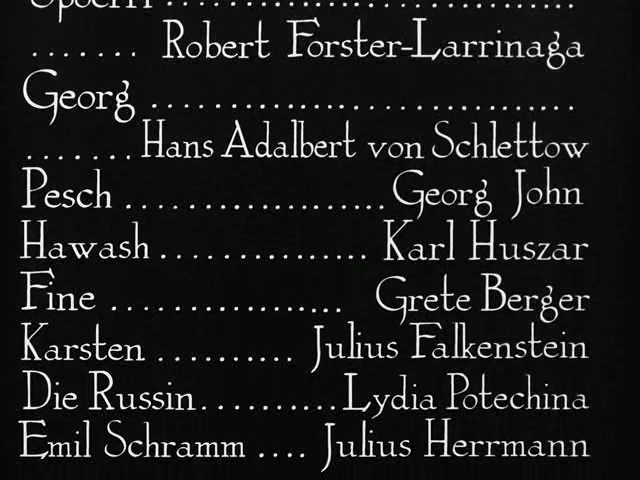 Spoerri ..............................
....... Robert Forster-Larrinaga
Georg ..............................
....... Hans Adalbert von Schlettow
Pesch ................... Georg John
Hawash ............... Karl Huszar
Fine ................. Grete Berger
Karsten .......... Julius Falkenstein
Die Russin.......... Lydia Potechina
Emil Schramm .... Julius Herrmann